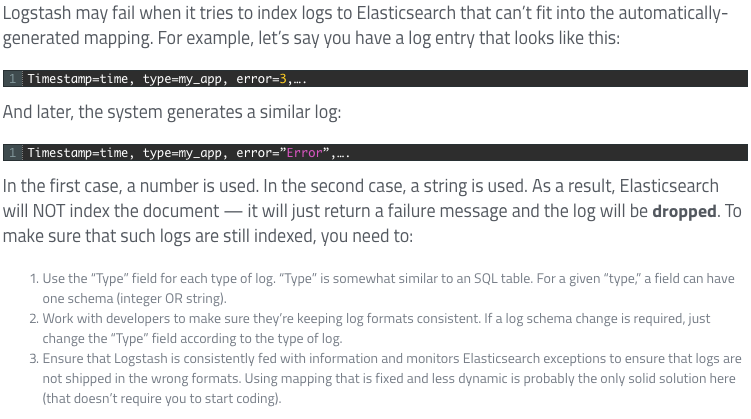 Logstash may fail when it tries to index logs to Elasticsearch that can't fit into the automatically-
generated mapping. For example, let's say you have a log entry that looks like this:
1 Timestamp=time, type=my_app, error=3,….
And later, the system generates a similar log:
1 Timestamp=time, type=my_app, error=”Error”,….
In the first case, a number is used. In the second case, a string is used. As a result, Elasticsearch
will NOT index the document — it will just return a failure message and the log will be dropped. To
make sure that such logs are still indexed, you need to:
1. Use the “Type” field for each type of log. “Type” is somewhat similar to an SQL table. For a given “type,” a field can have
one schema (integer OR string).
2. Work with developers to make sure they're keeping log formats consistent. If a log schema change is required, just
change the “Type” field according to the type of log.
3. Ensure that Logstash is consistently fed with information and monitors Elasticsearch exceptions to ensure that logs are
not shipped in the wrong formats. Using mapping that is fixed and less dynamic is probably the only solid solution here
(that doesn't require you to start coding).